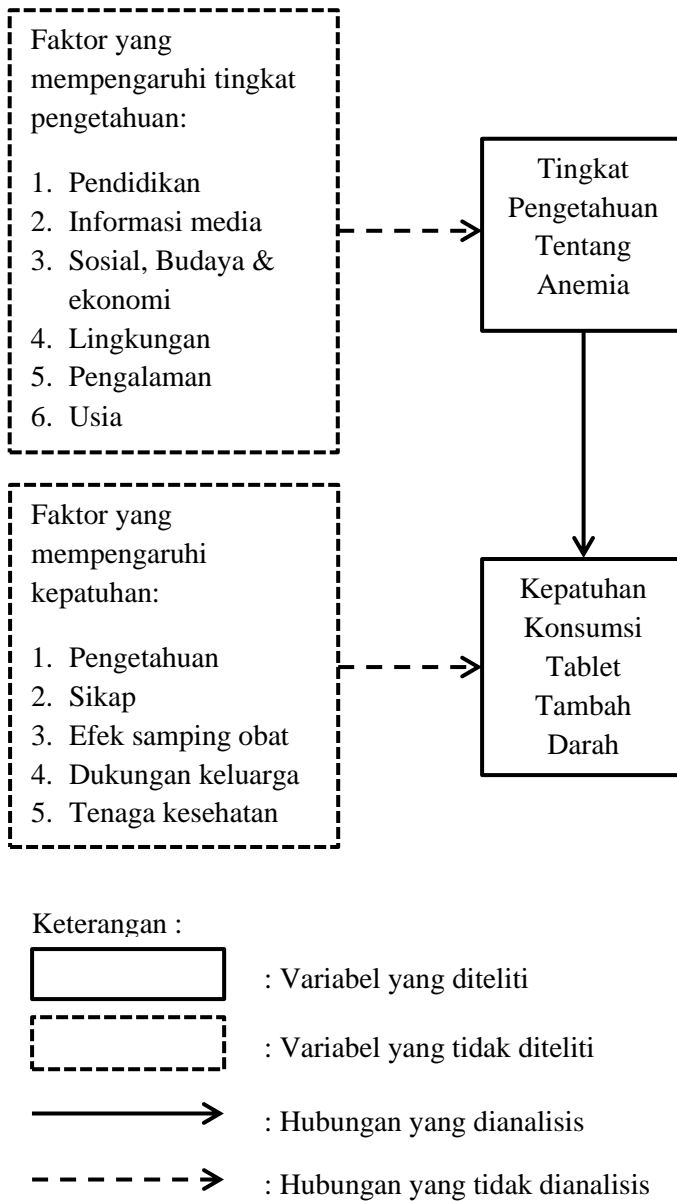 Faktor yang
mempengaruhi tingkat
pengetahuan:
1. Pendidikan
2. Informasi media
3. Sosial, Budaya &
ekonomi
4. Lingkungan
5. Pengalaman
6. Usia
Tingkat
Pengetahuan
Tentang
Anemia
Faktor yang
mempengaruhi
kepatuhan:
1. Pengetahuan
2. Sikap
3. Efek samping obat
4. Dukungan keluarga
5. Tenaga kesehatan
Kepatuhan
Konsumsi
Tablet
Tambah
Darah
Keterangan :
: Variabel yang diteliti
: Variabel yang tidak diteliti
: Hubungan yang dianalisis
: Hubungan yang tidak dianalisis